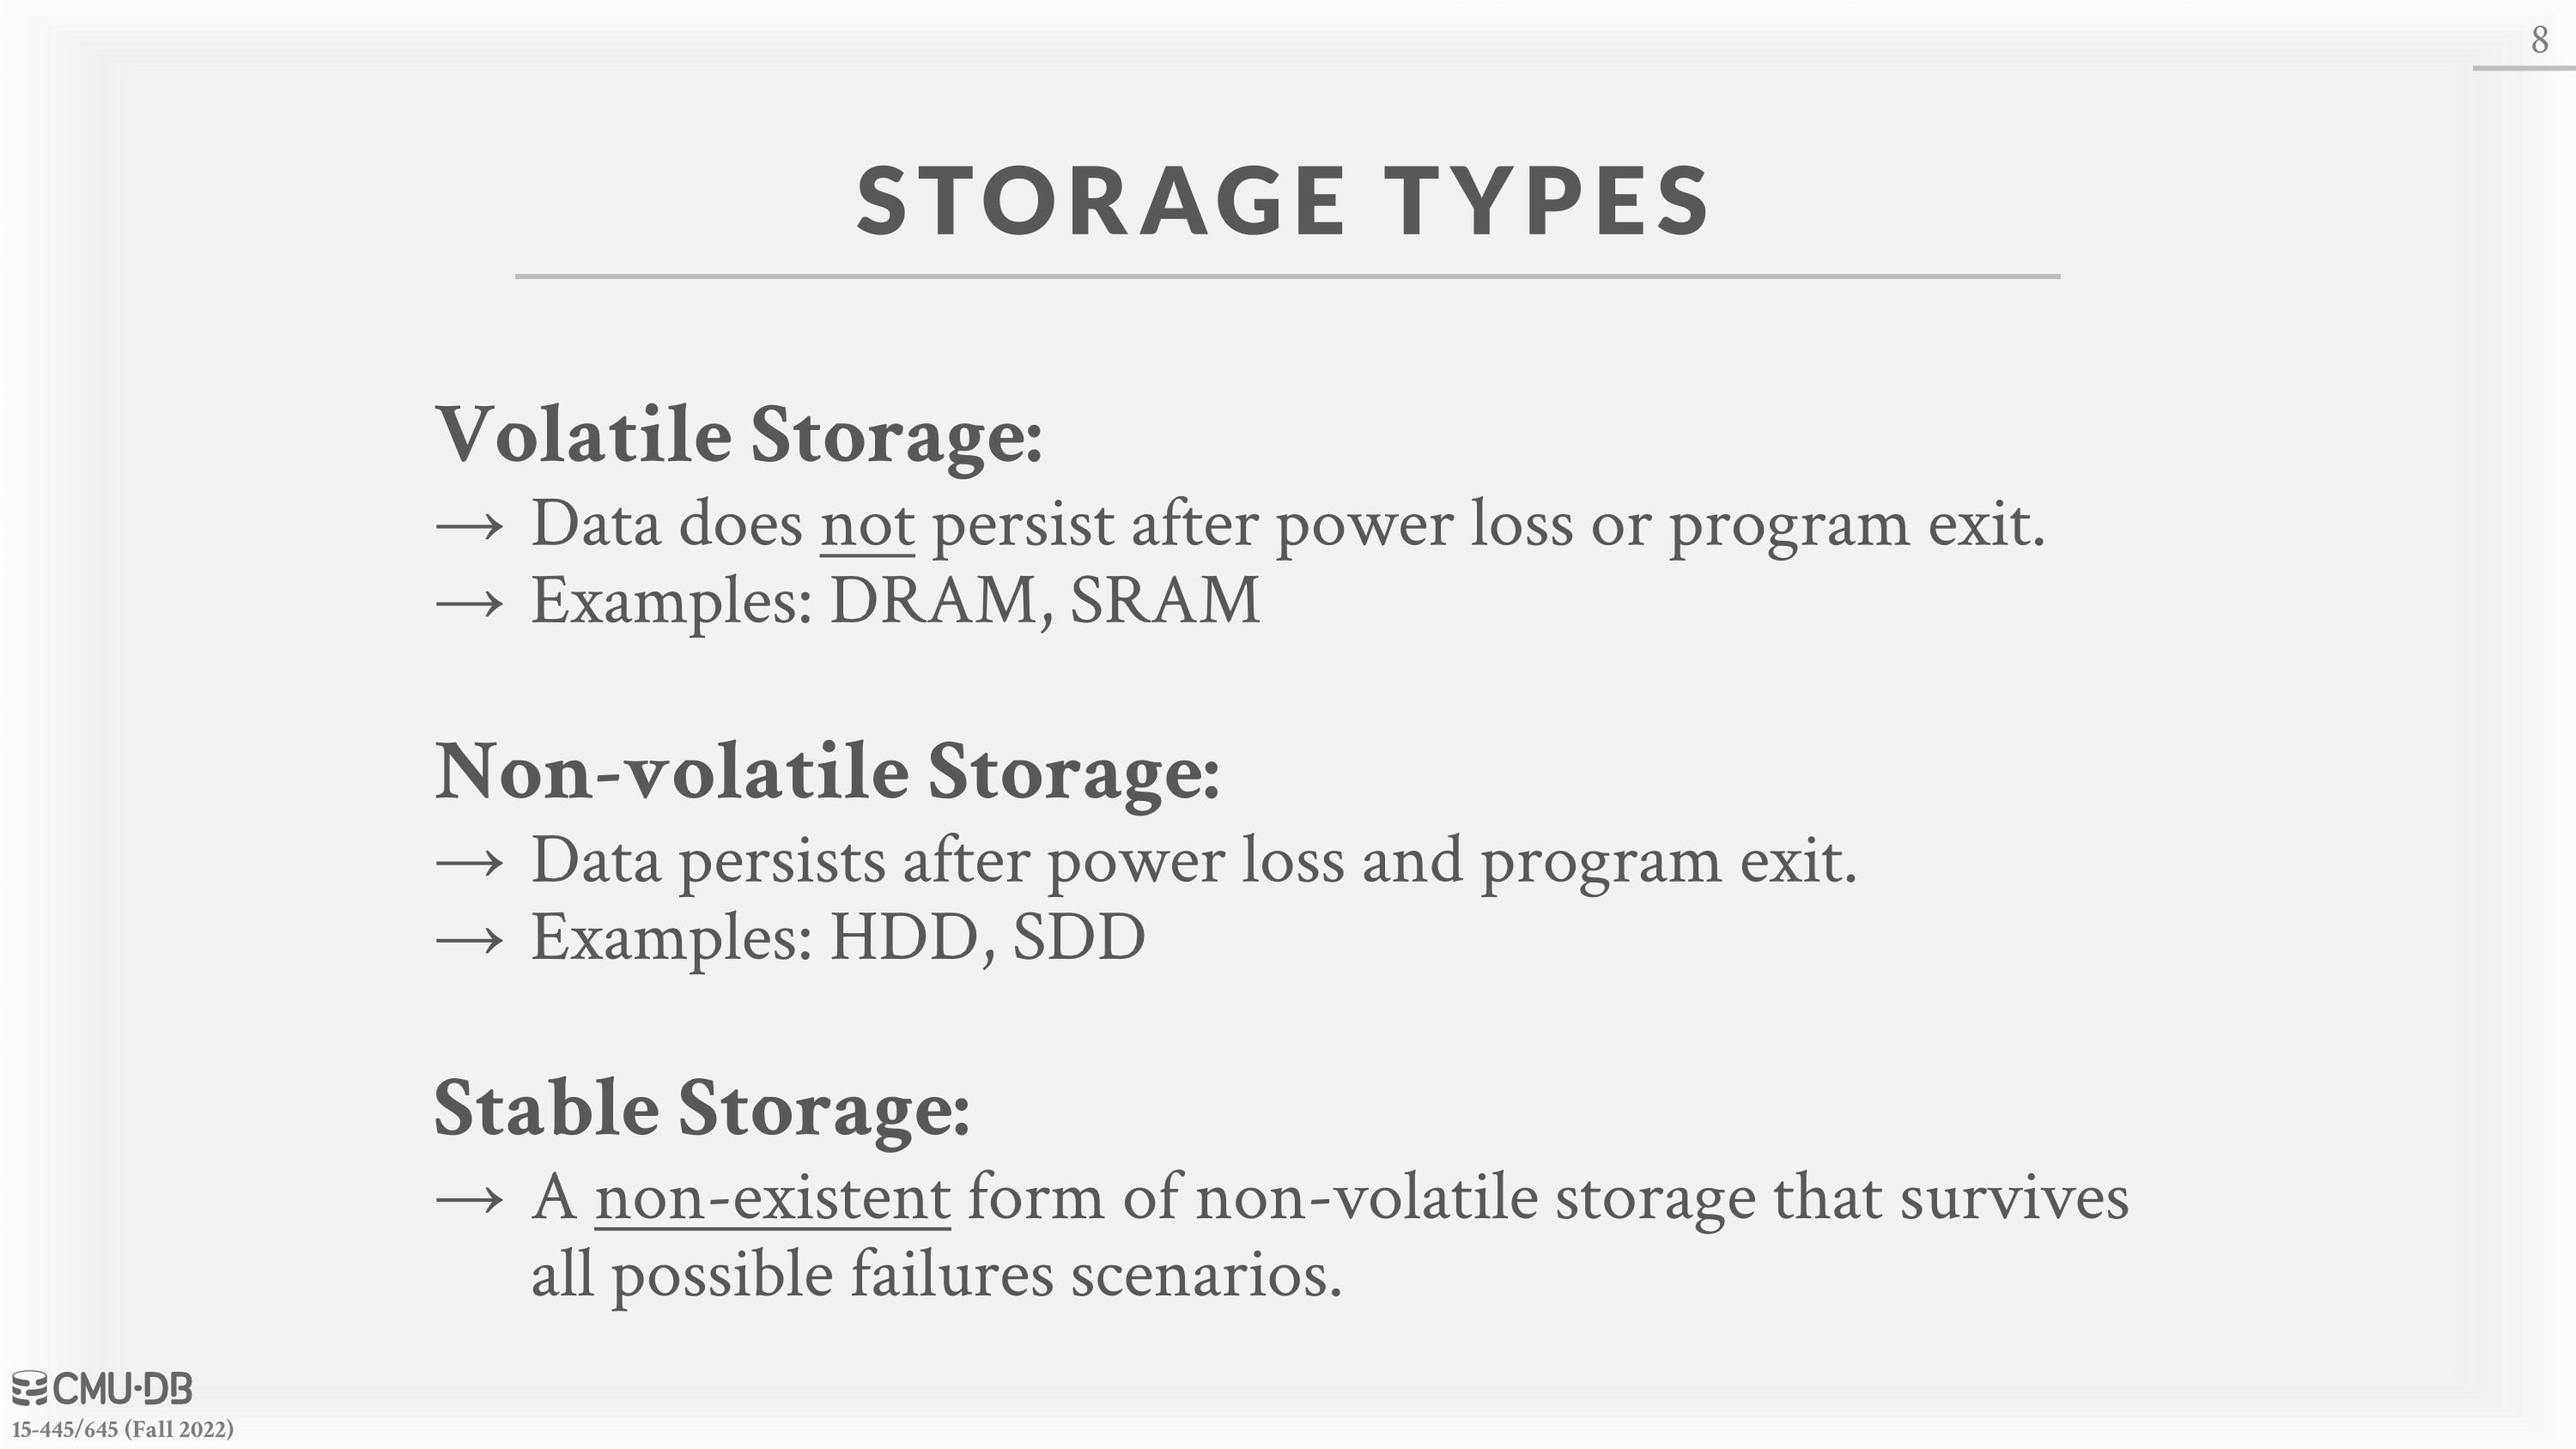 8
STORAGE TYPES
Volatile Storage:
→ Data does not persist after power loss or program exit.
→ Examples: DRAM, SRAM
Non-volatile Storage:
→ Data persists after power loss and program exit.
→ Examples: HDD, SDD
Stable Storage:
→ A non-existent form of non-volatile storage that survives
all possible failures scenarios.
CMU·DB
15-445/645 (Fall 2022)